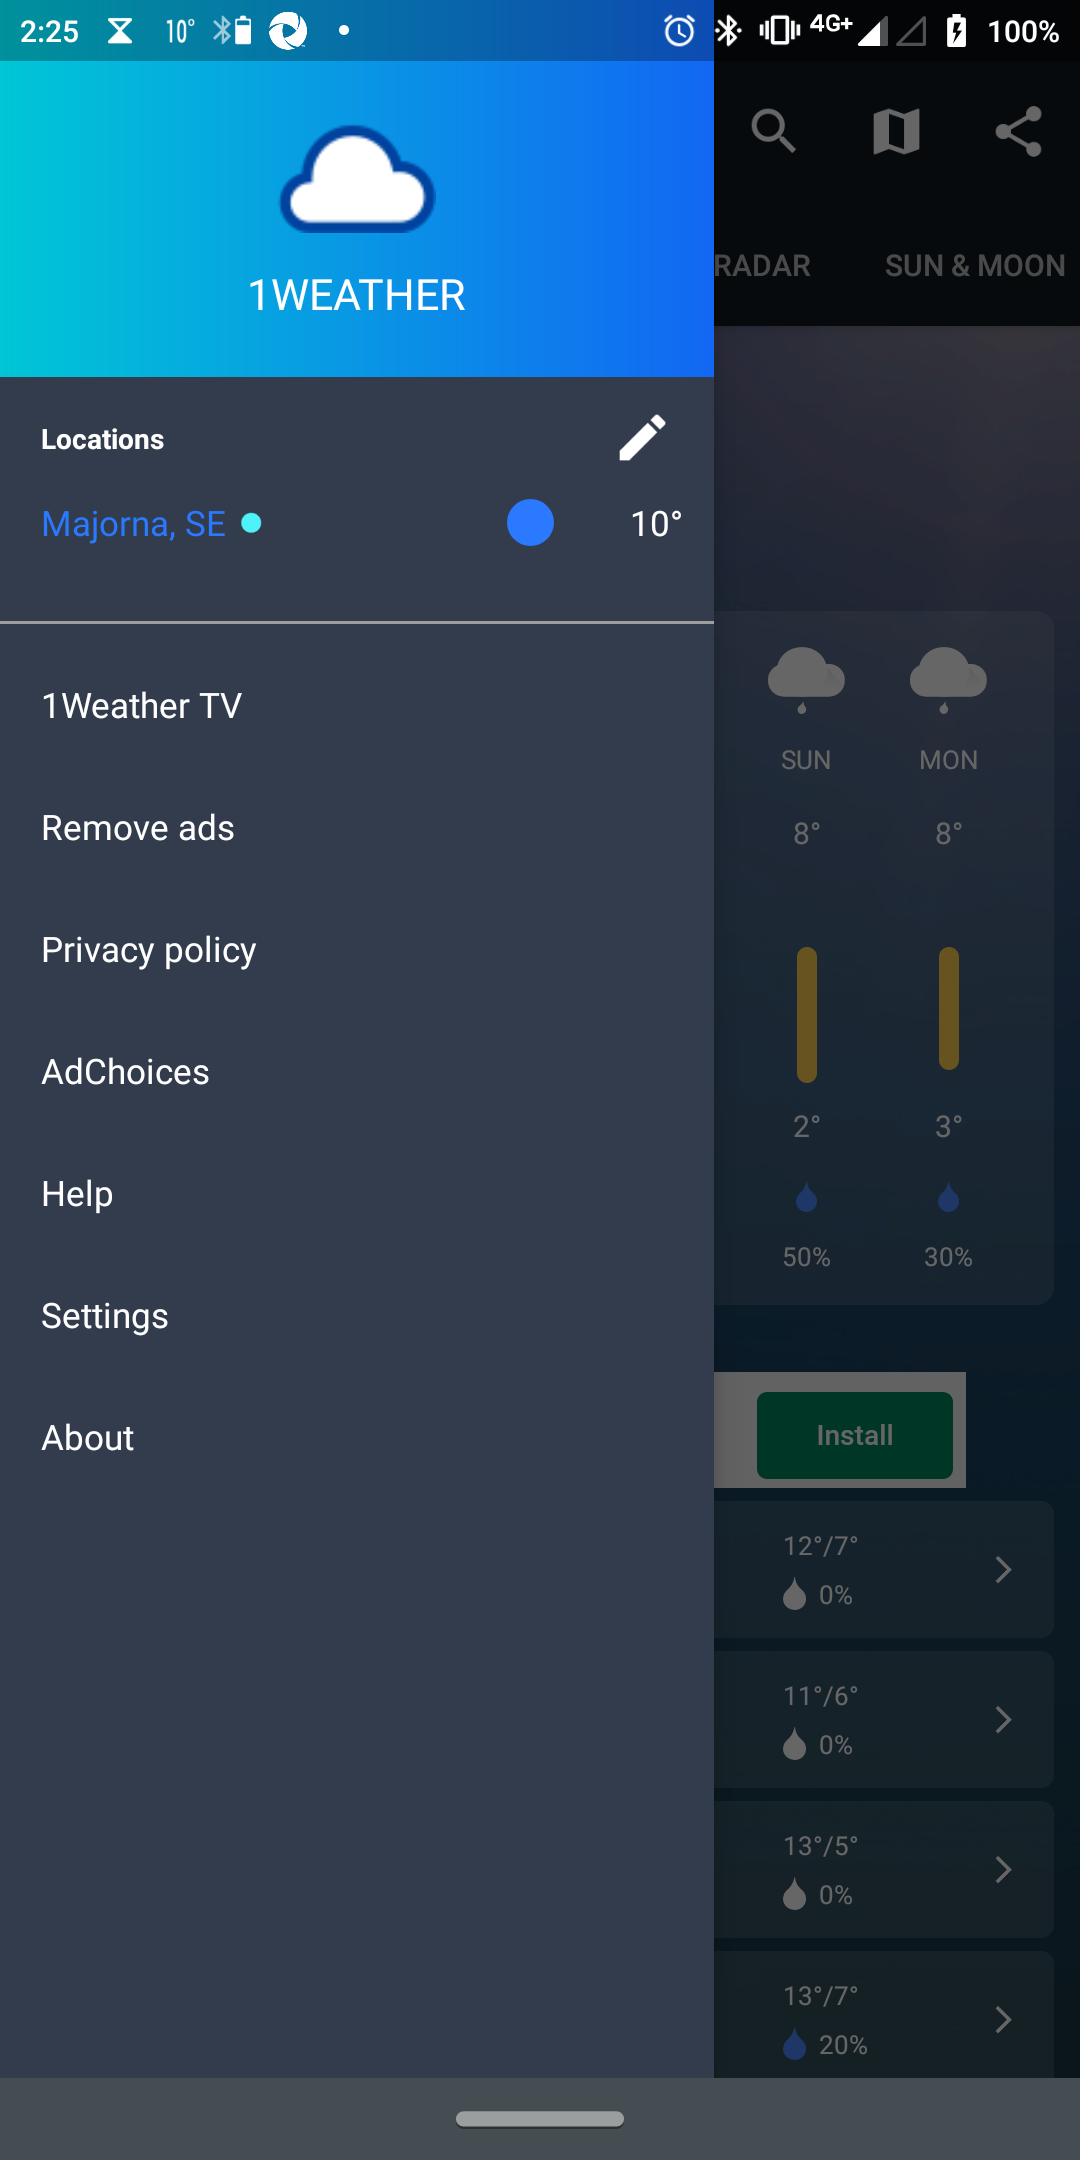 2:25 10° 4G+ 100%
1WEATHER
RADAR SUN & MOON
Locations
Majorna, SE 10°
1Weather TV
Remove ads
Privacy policy
AdChoices
Help
Settings
About
SUN MON
8° 8°
2° 3°
50% 30%
Install
12°/7°
0%
11°/6°
0%
13°/5°
0%
13°/7°
20%